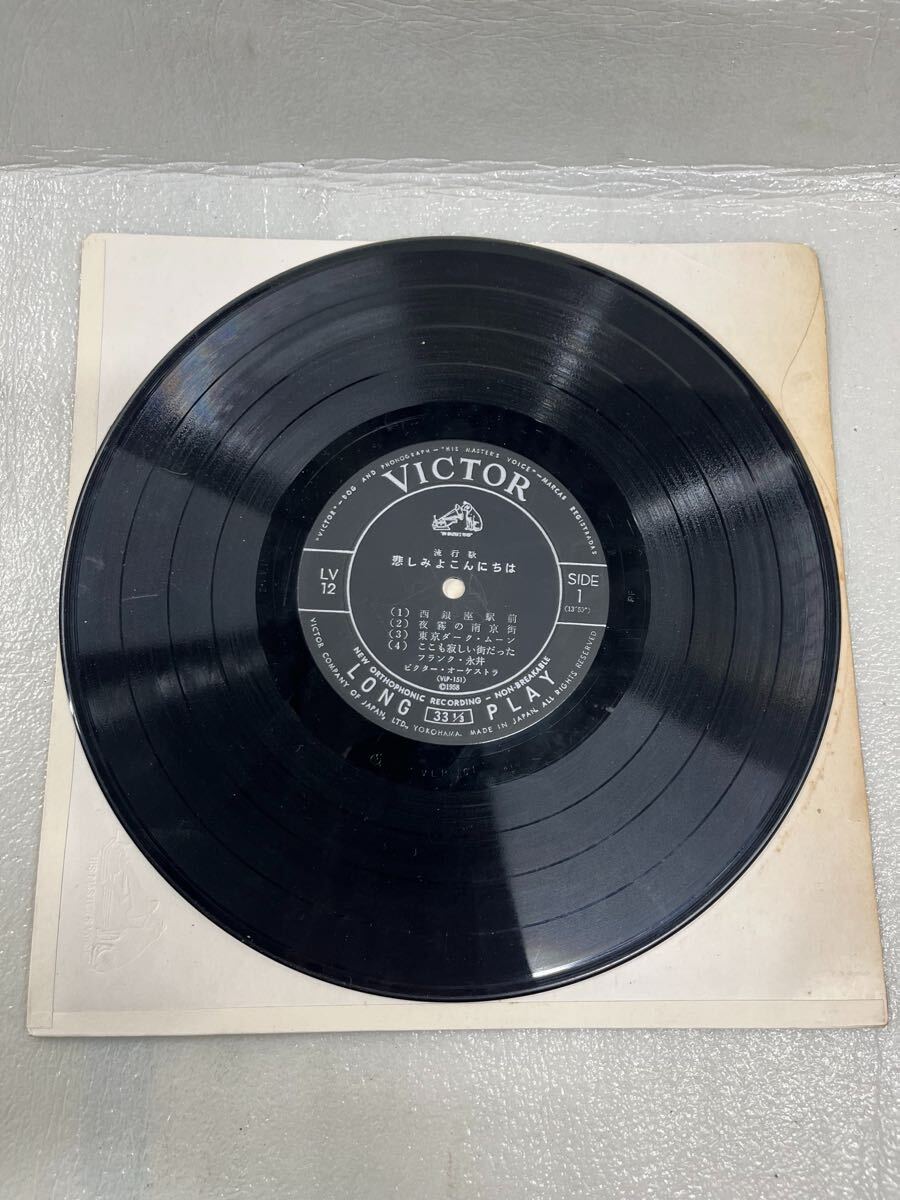 "VICTOR"—DOG AND PHONOGRAPH—"HIS MASTER'S VOICE"—MARCAS REGISTRADAS
VICTOR
流行歌
悲しみよこんにちは
LV
12
SIDE
1
(13'50")
(1) 西銀座駅前
(2) 夜霧の南京街
(3) 東京ダーク・ムーン
(4) ここも寂しい街だった
フランク・永井
ビクター・オーケストラ
(VLP-151)
©1958
NEW ORTHOPHONIC RECORDING — NON-BREAKABLE
LONG 33 1/3 PLAY
VICTOR COMPANY OF JAPAN, LTD., YOKOHAMA. MADE IN JAPAN. ALL RIGHTS RESERVED